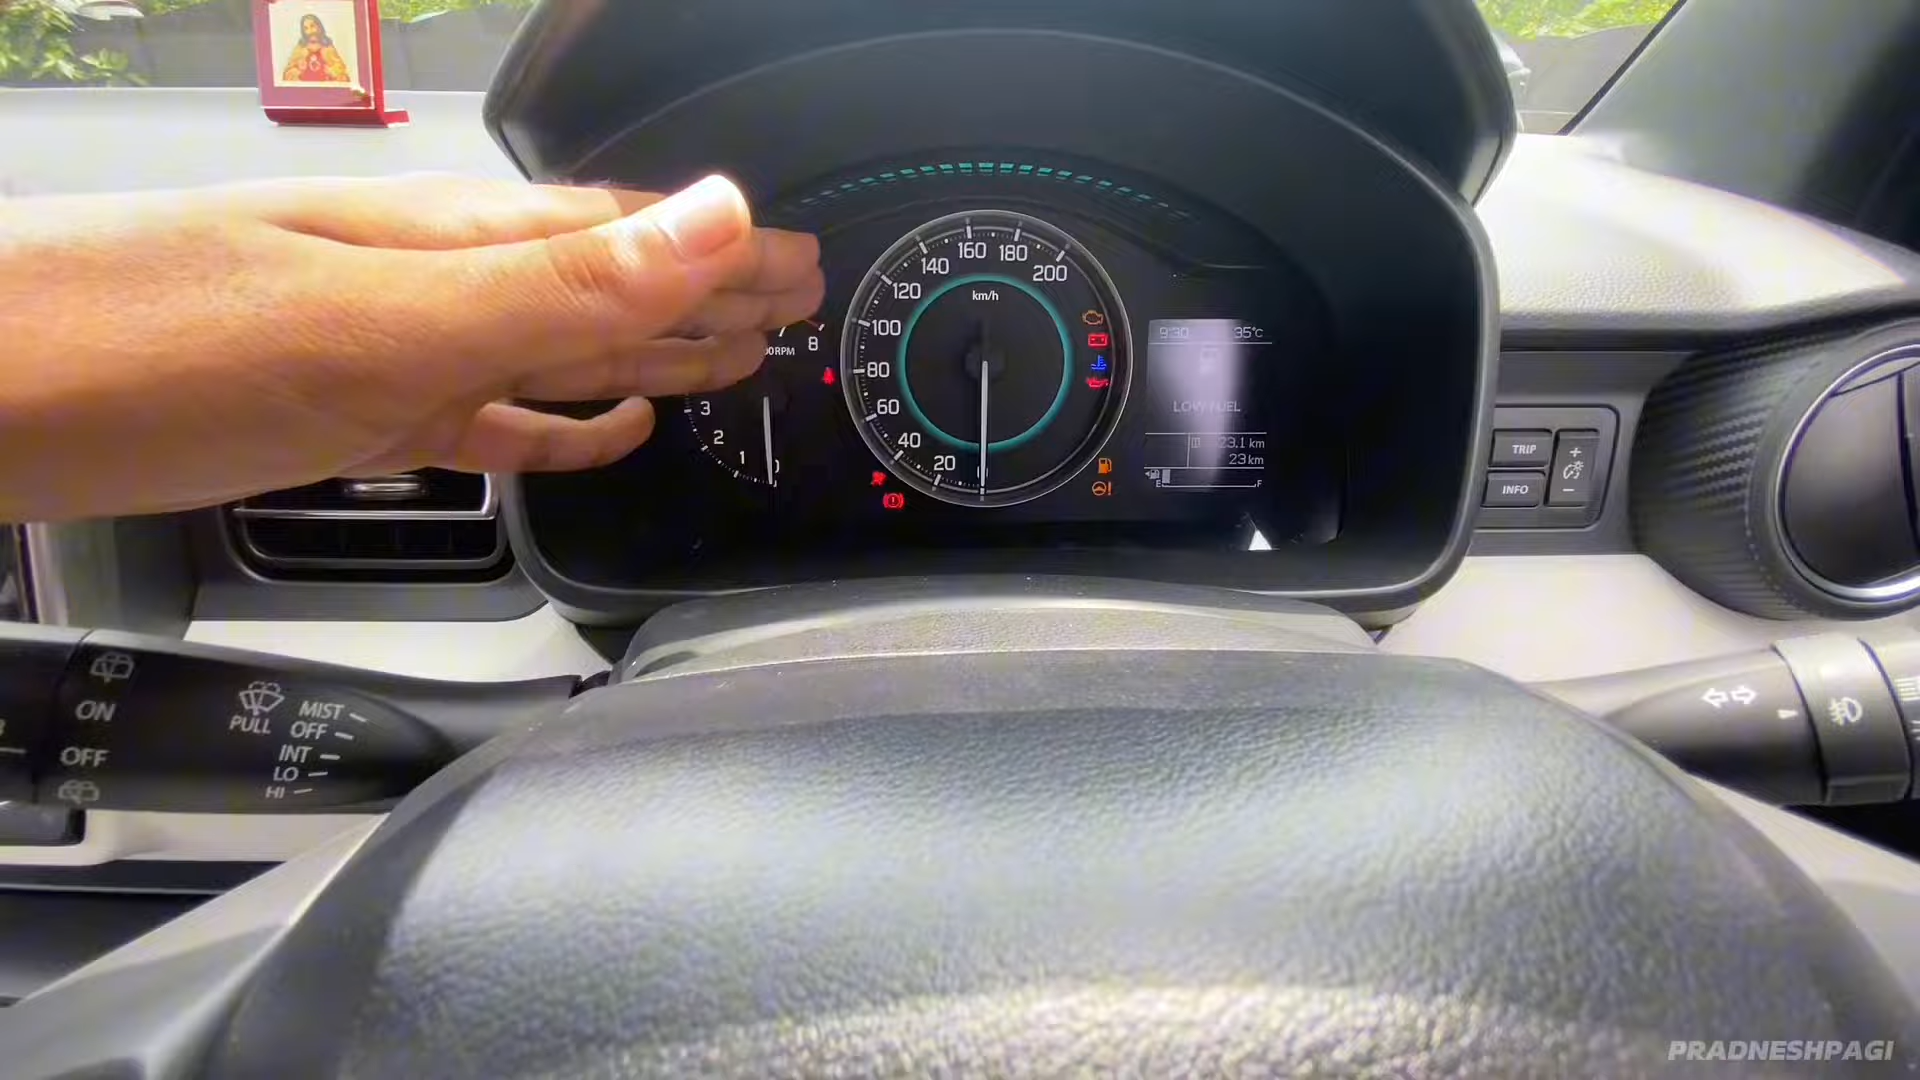 160
180
140
200
120
km/h
100
80
60
40
20
8
RPM
3
2
1
9:30
35°C
LOW FUEL
23.1 km
23 km
E F
TRIP
+
INFO
−
ON
OFF
PULL
MIST
OFF
INT
LO
HI
PRADNESHPAGI